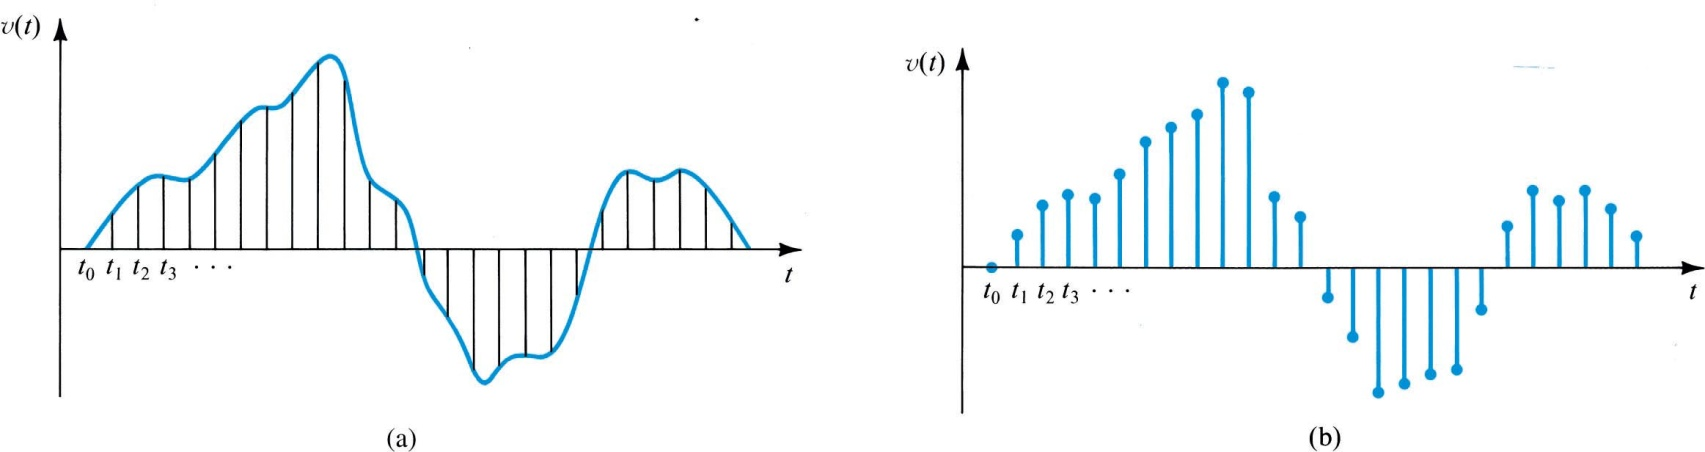 v(t)
t₀ t₁ t₂ t₃ · · ·
t
(a)
v(t)
t₀ t₁ t₂ t₃ · · ·
t
(b)